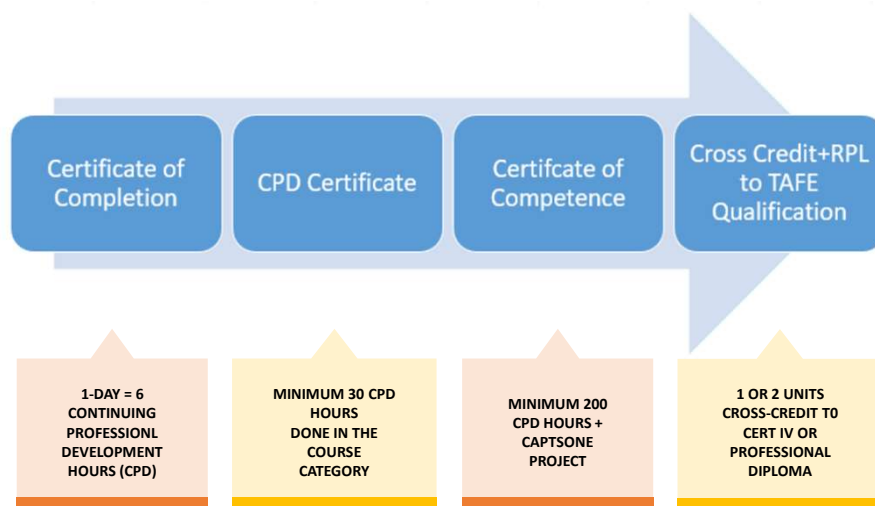 Certificate of
Completion
CPD Certificate
Certifcate of
Competence
Cross Credit+RPL
to TAFE
Qualification
1-DAY = 6
CONTINUING
PROFESSIONL
DEVELOPMENT
HOURS (CPD)
MINIMUM 30 CPD
HOURS
DONE IN THE
COURSE
CATEGORY
MINIMUM 200
CPD HOURS +
CAPTSONE
PROJECT
1 OR 2 UNITS
CROSS-CREDIT T0
CERT IV OR
PROFESSIONAL
DIPLOMA